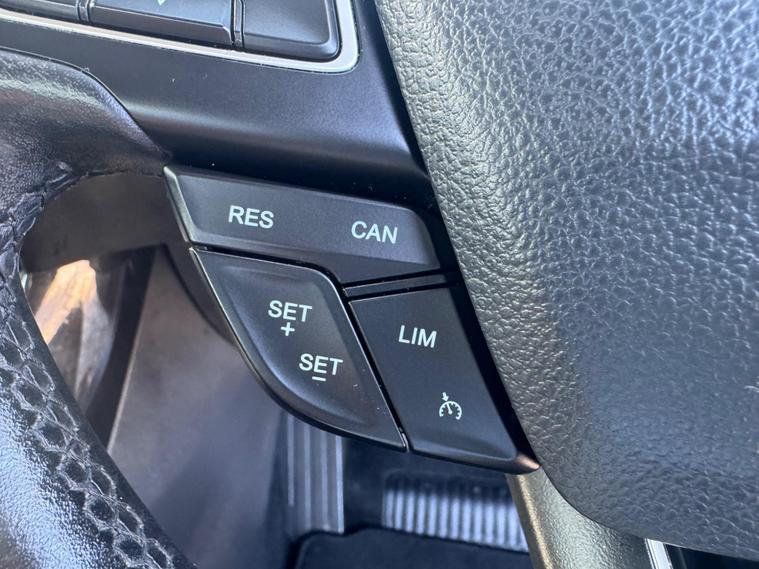 RES CAN
SET
+
SET
-
LIM